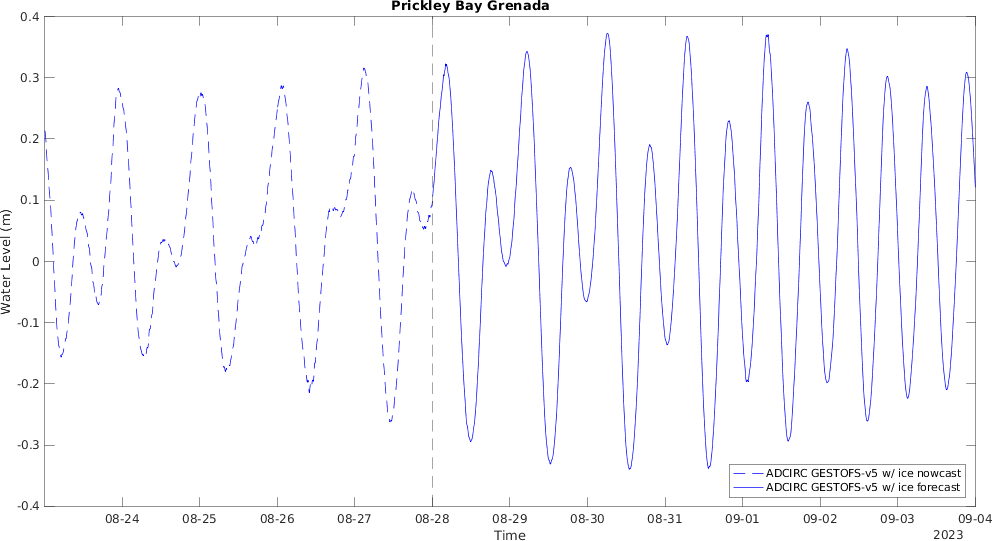 Prickley Bay Grenada
0.4
0.3
0.2
0.1
0
-0.1
-0.2
-0.3
-0.4
Water Level (m)
ADCIRC GESTOFS-v5 w/ ice nowcast
ADCIRC GESTOFS-v5 w/ ice forecast
08-24 08-25 08-26 08-27 08-28 08-29 08-30 08-31 09-01 09-02 09-03 09-04
Time
2023